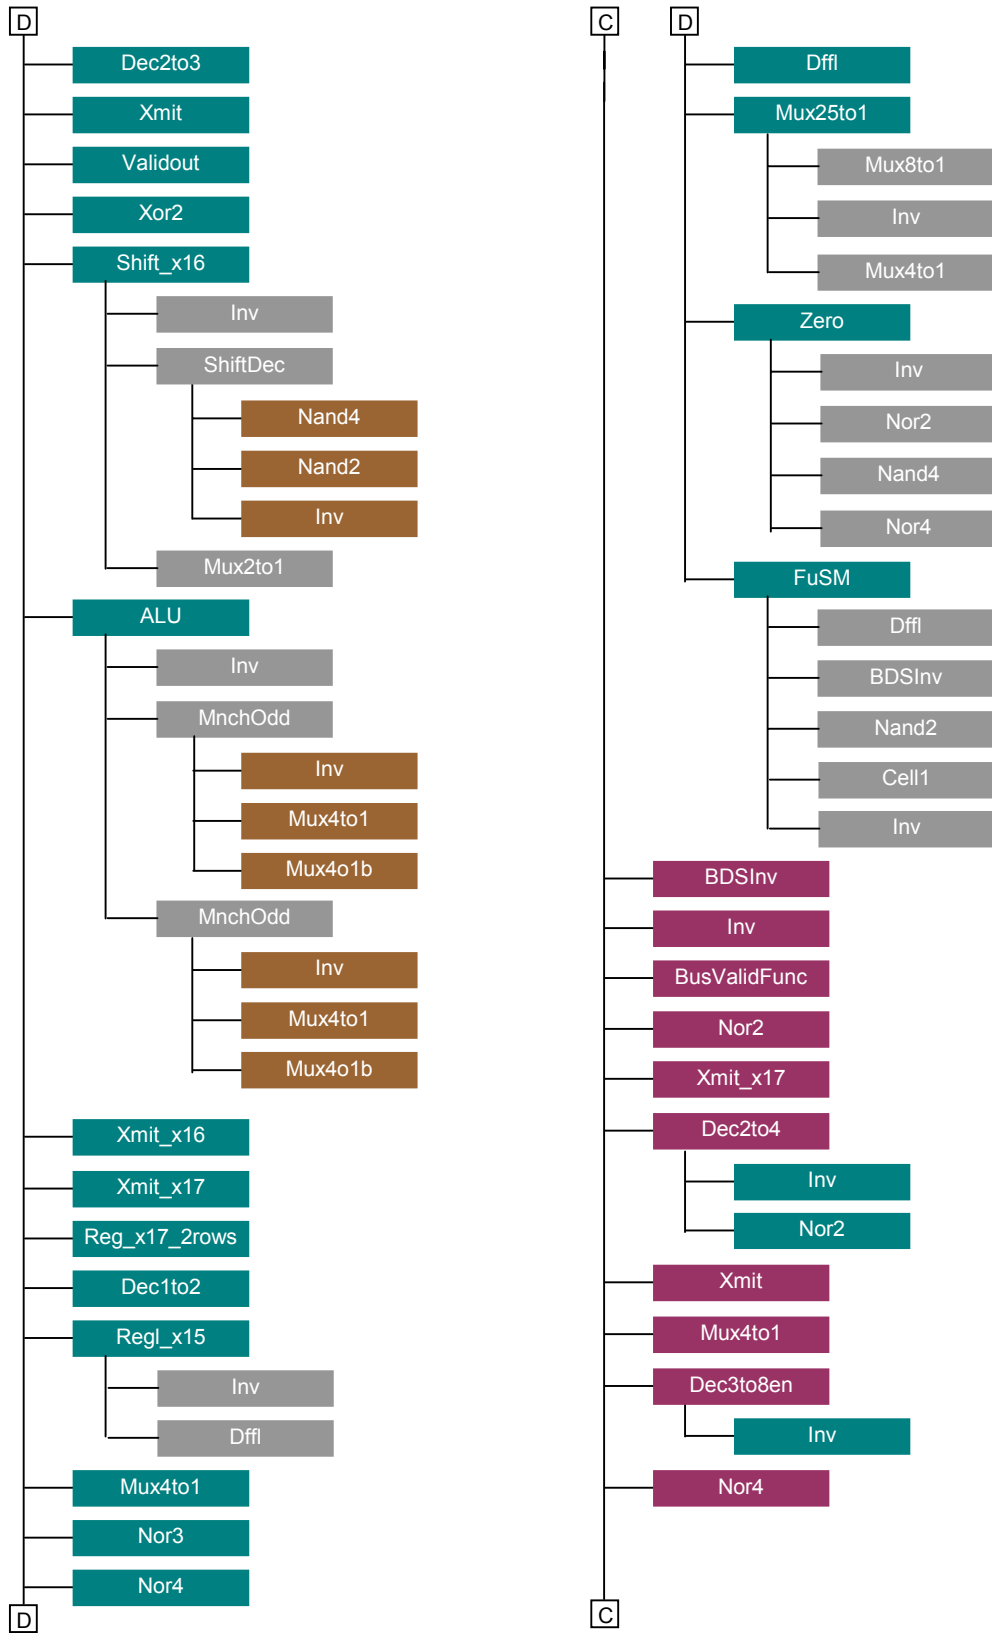 D
Dec2to3
Xmit
Validout
Xor2
Shift_x16
Inv
ShiftDec
Nand4
Nand2
Inv
Mux2to1
ALU
Inv
MnchOdd
Inv
Mux4to1
Mux4o1b
MnchOdd
Inv
Mux4to1
Mux4o1b
Xmit_x16
Xmit_x17
Reg_x17_2rows
Dec1to2
Regl_x15
Inv
Dffl
Mux4to1
Nor3
Nor4
D
C
D
Dffl
Mux25to1
Mux8to1
Inv
Mux4to1
Zero
Inv
Nor2
Nand4
Nor4
FuSM
Dffl
BDSInv
Nand2
Cell1
Inv
BDSInv
Inv
BusValidFunc
Nor2
Xmit_x17
Dec2to4
Inv
Nor2
Xmit
Mux4to1
Dec3to8en
Inv
Nor4
C